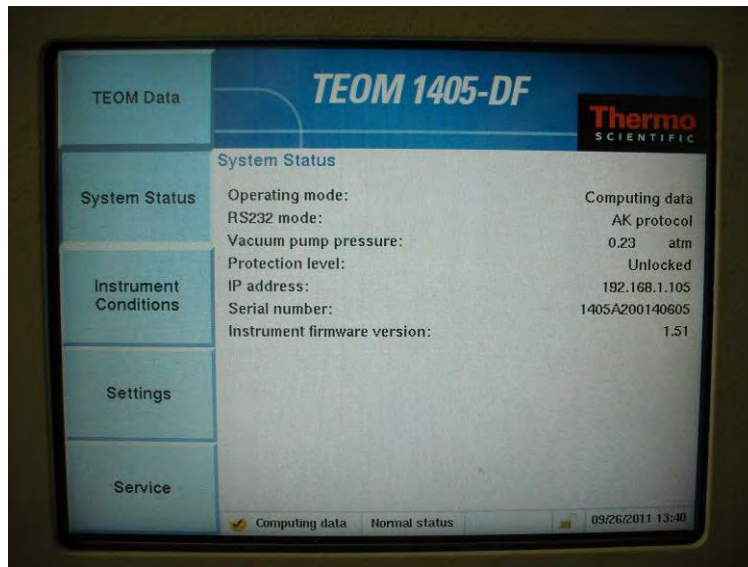 TEOM Data
TEOM 1405-DF
Thermo
SCIENTIFIC
System Status
System Status
Operating mode: Computing data
RS232 mode: AK protocol
Vacuum pump pressure: 0.23 atm
Protection level: Unlocked
Instrument
Conditions
IP address: 192.168.1.105
Serial number: 1405A200140605
Instrument firmware version: 1.51
Settings
Service
Computing data Normal status 09/26/2011 13:40